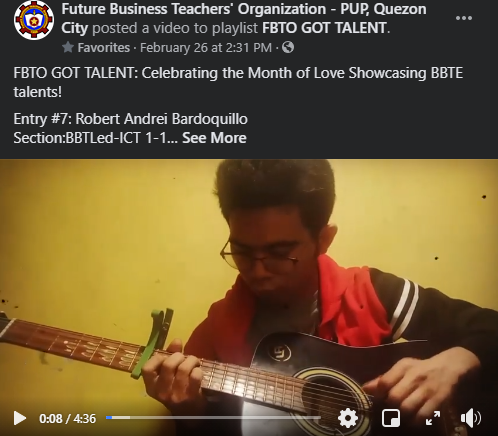 Future Business Teachers' Organization - PUP, Quezon
City posted a video to playlist FBTO GOT TALENT.
Favorites · February 26 at 2:31 PM ·
FBTO GOT TALENT: Celebrating the Month of Love Showcasing BBTE
talents!
Entry #7: Robert Andrei Bardoquillo
Section:BBTLed-ICT 1-1... See More
0:08 / 4:36